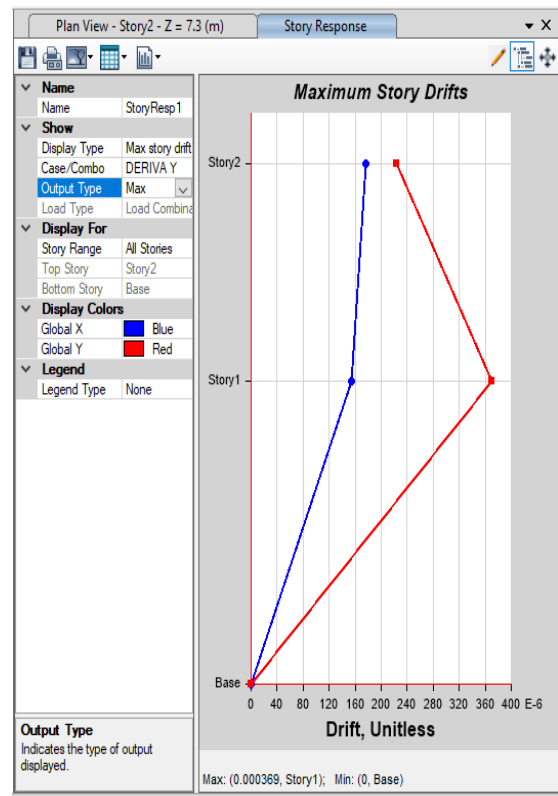 Plan View - Story2 - Z = 7.3 (m)
Story Response
Name
Name StoryResp1
Show
Display Type Max story drift
Case/Combo DERIVA Y
Output Type Max
Load Type Load Combina
Display For
Story Range All Stories
Top Story Story2
Bottom Story Base
Display Colors
Global X Blue
Global Y Red
Legend
Legend Type None
Output Type
Indicates the type of output
displayed.
Maximum Story Drifts
Story2
Story1
Base
0 40 80 120 160 200 240 280 320 360 400 E-6
Drift, Unitless
Max: (0.000369, Story1); Min: (0, Base)